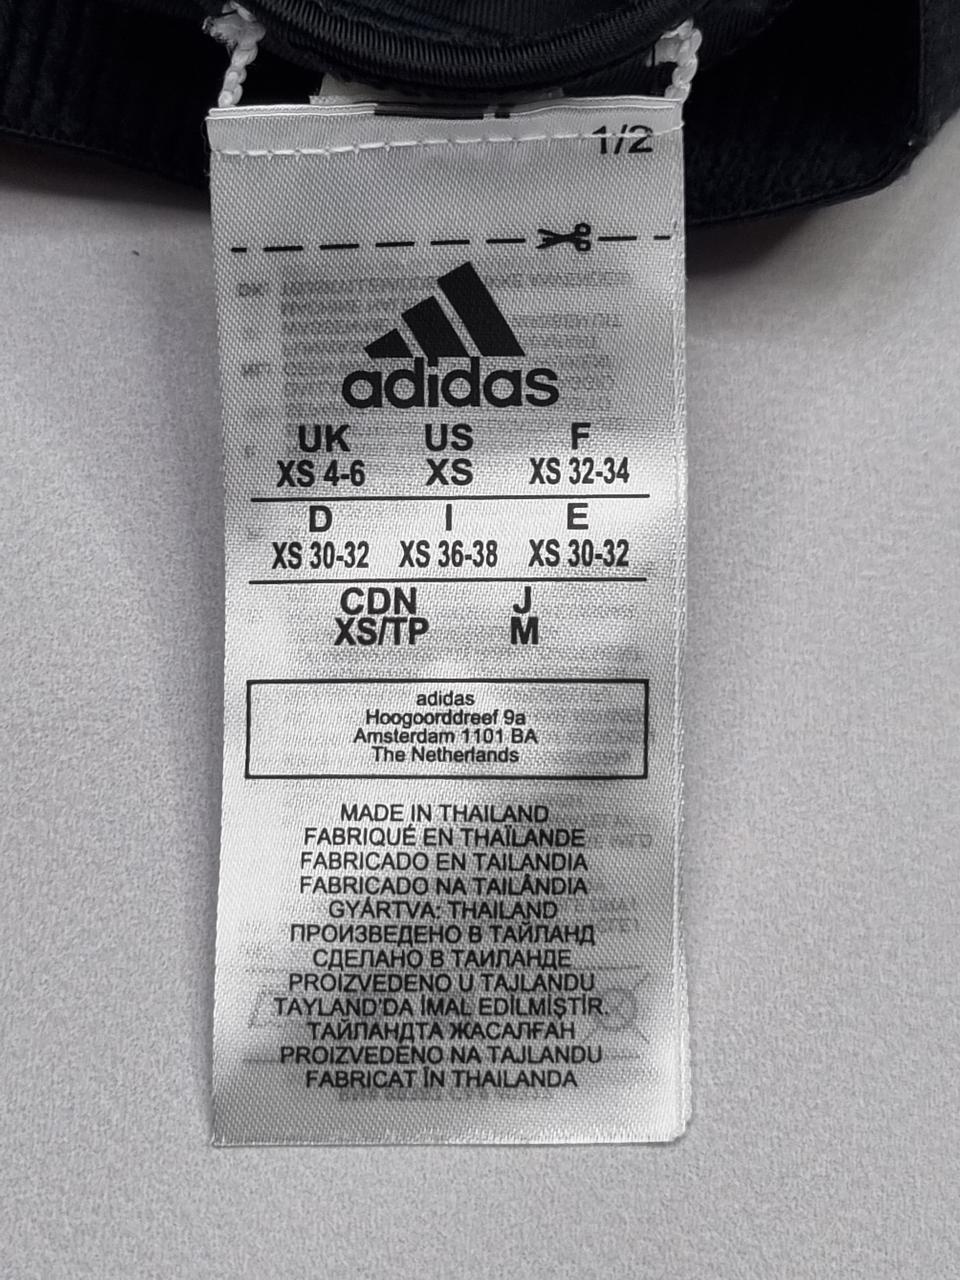 1/2
adidas
UK US F
XS 4-6 XS XS 32-34
D I E
XS 30-32 XS 36-38 XS 30-32
CDN J
XS/TP M
adidas
Hoogoorddreef 9a
Amsterdam 1101 BA
The Netherlands
MADE IN THAILAND
FABRIQUÉ EN THAÏLANDE
FABRICADO EN TAILANDIA
FABRICADO NA TAILÂNDIA
GYÁRTVA: THAILAND
ПРОИЗВЕДЕНО В ТАЙЛАНД
СДЕЛАНО В ТАИЛАНДЕ
PROIZVEDENO U TAJLANDU
TAYLAND'DA İMAL EDİLMİŞTİR.
ТАЙЛАНДТА ЖАСАЛҒАН
PROIZVEDENO NA TAJLANDU
FABRICAT ÎN THAILANDA